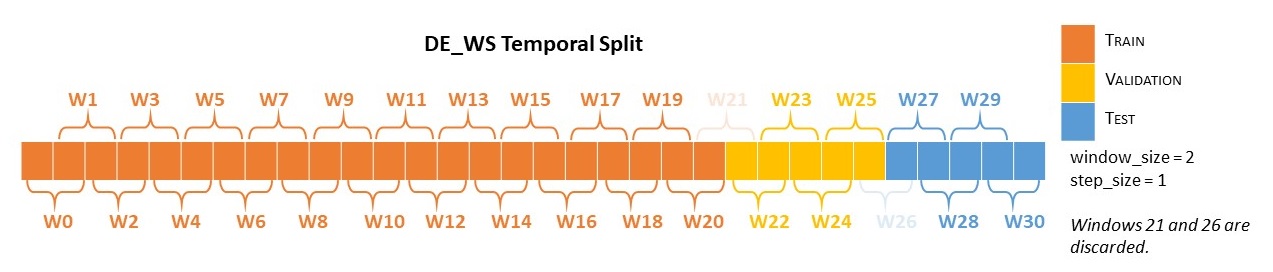 DE_WS Temporal Split
TRAIN
VALIDATION
TEST
W1 W3 W5 W7 W9 W11 W13 W15 W17 W19 W21 W23 W25 W27 W29
W0 W2 W4 W6 W8 W10 W12 W14 W16 W18 W20 W22 W24 W26 W28 W30
window_size = 2
step_size = 1
Windows 21 and 26 are
discarded.